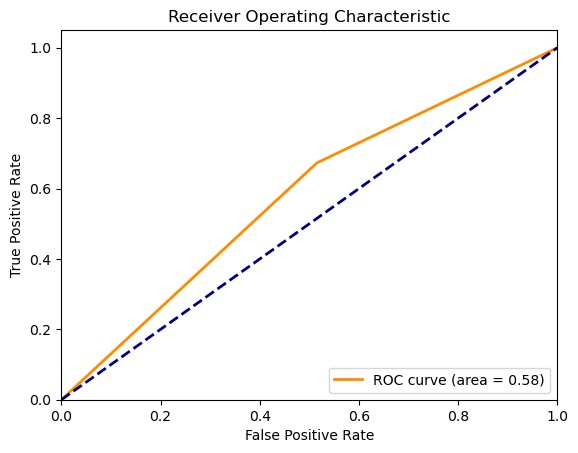 Receiver Operating Characteristic
1.0
0.8
0.6
0.4
0.2
0.0
True Positive Rate
ROC curve (area = 0.58)
0.0 0.2 0.4 0.6 0.8 1.0
False Positive Rate